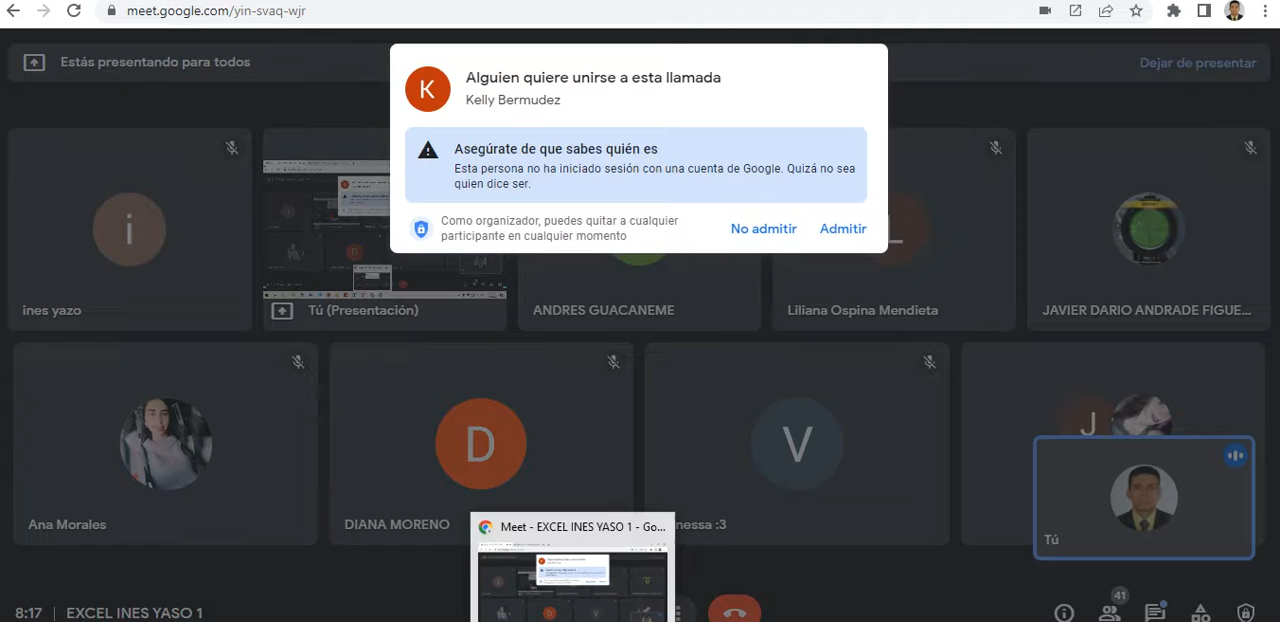 meet.google.com/yin-svaq-wjr
Estás presentando para todos
Dejar de presentar
K
Alguien quiere unirse a esta llamada
Kelly Bermudez
Asegúrate de que sabes quién es
Esta persona no ha iniciado sesión con una cuenta de Google. Quizá no sea
quien dice ser.
Como organizador, puedes quitar a cualquier
participante en cualquier momento
No admitir
Admitir
i
L
ines yazo
Tú (Presentación)
ANDRES GUACANEME
Liliana Ospina Mendieta
JAVIER DARIO ANDRADE FIGUE...
D
V
J
Ana Morales
DIANA MORENO
nessa :3
Tú
Meet - EXCEL INES YASO 1 - Go...
8:17
EXCEL INES YASO 1
41